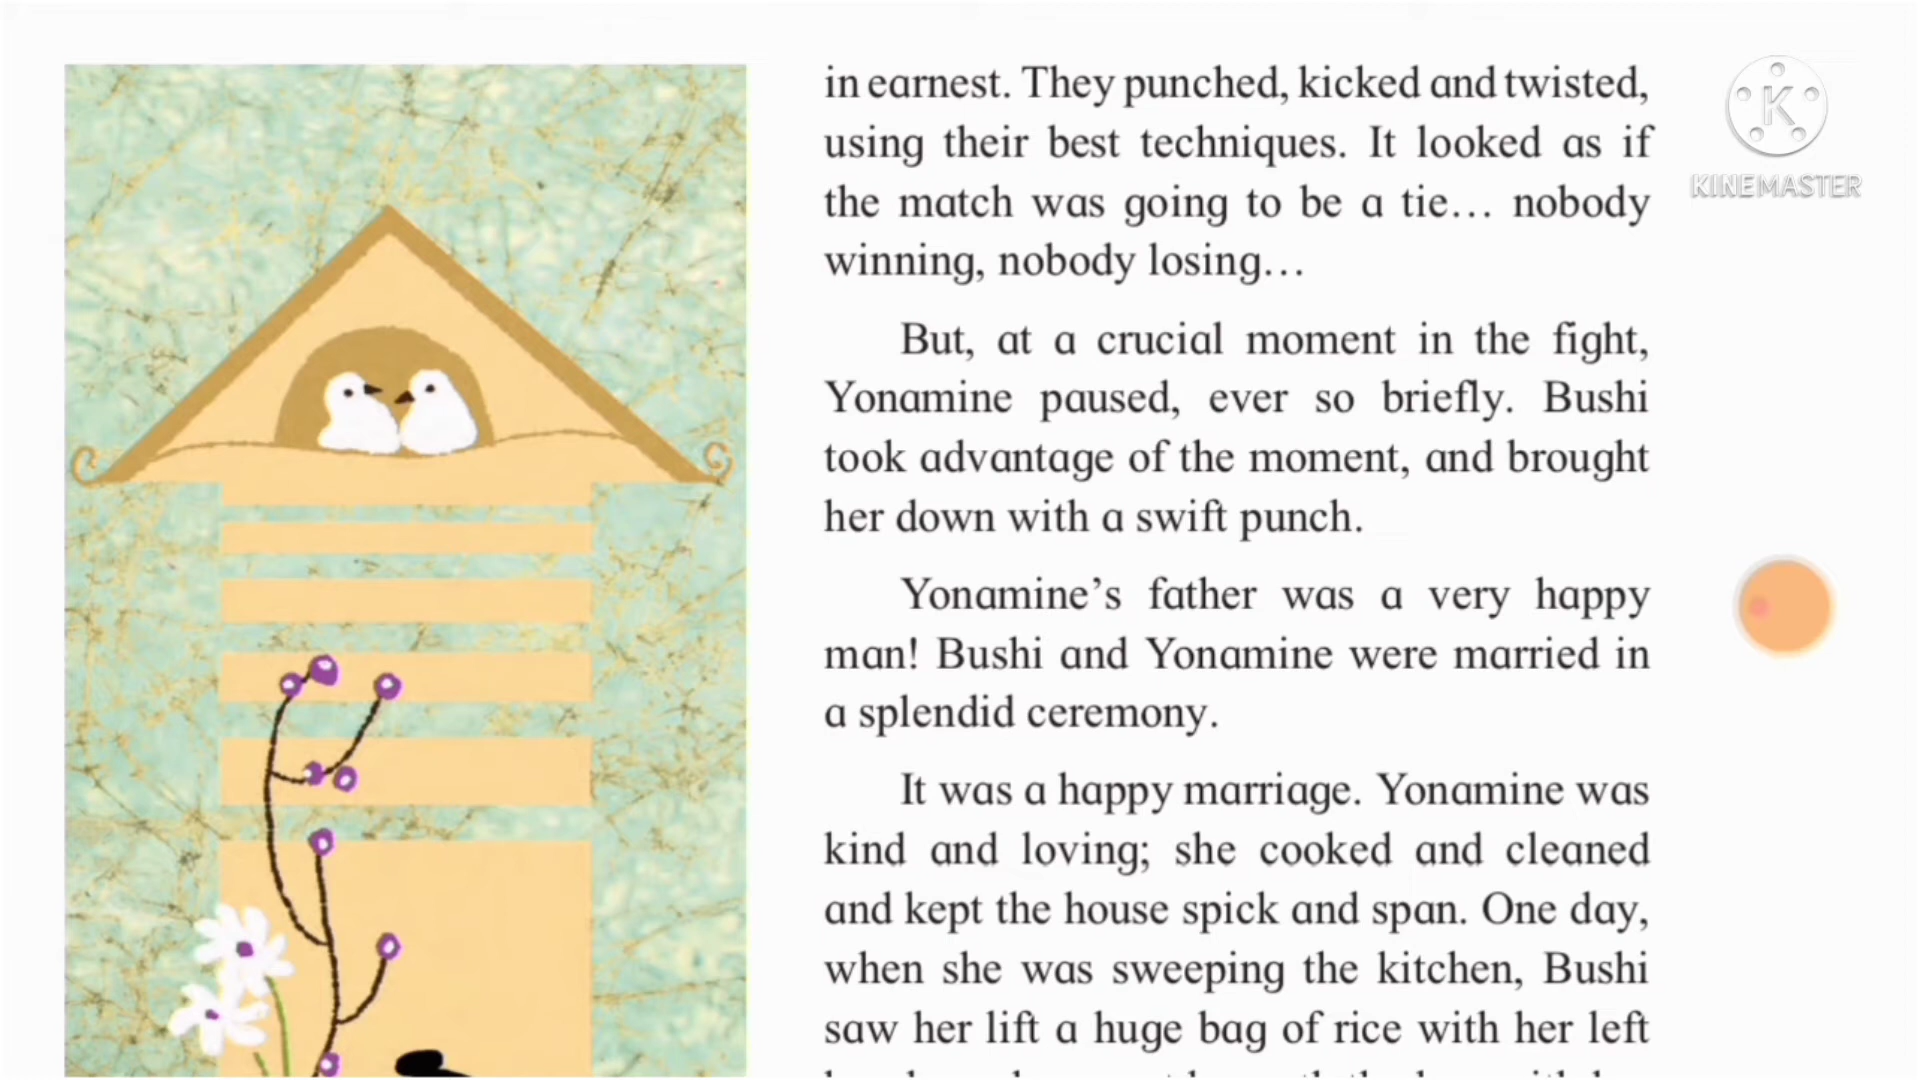 in earnest. They punched, kicked and twisted,
using their best techniques. It looked as if
the match was going to be a tie… nobody
winning, nobody losing…
But, at a crucial moment in the fight,
Yonamine paused, ever so briefly. Bushi
took advantage of the moment, and brought
her down with a swift punch.
Yonamine’s father was a very happy
man! Bushi and Yonamine were married in
a splendid ceremony.
It was a happy marriage. Yonamine was
kind and loving; she cooked and cleaned
and kept the house spick and span. One day,
when she was sweeping the kitchen, Bushi
saw her lift a huge bag of rice with her left
K
KINEMASTER